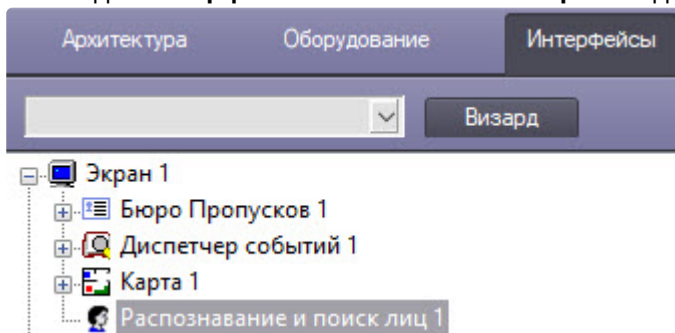 Архитектура Оборудование Интерфейсы
Визард
Экран 1
Бюро Пропусков 1
Диспетчер событий 1
Карта 1
Распознавание и поиск лиц 1